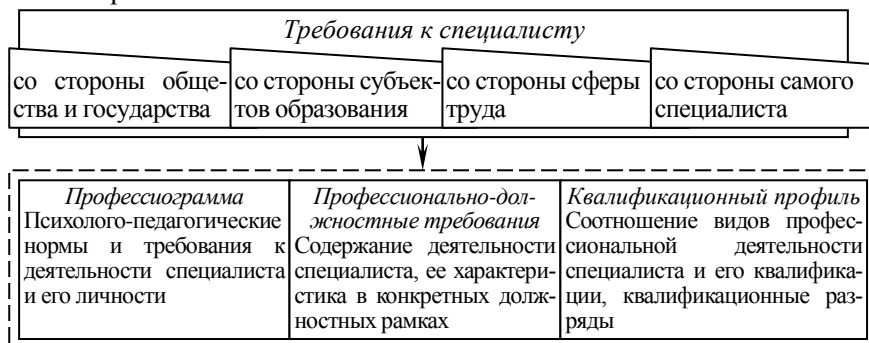 Требования к специалисту
со стороны обще-
ства и государства
со стороны субъек-
тов образования
со стороны сферы
труда
со стороны самого
специалиста
Профессиограмма
Психолого-педагогические
нормы и требования к
деятельности специалиста
и его личности
Профессионально-дол-
жностные требования
Содержание деятельности
специалиста, ее характери-
стика в конкретных долж-
ностных рамках
Квалификационный профиль
Соотношение видов профес-
сиональной деятельности
специалиста и его квалифика-
ции, квалификационные раз-
ряды